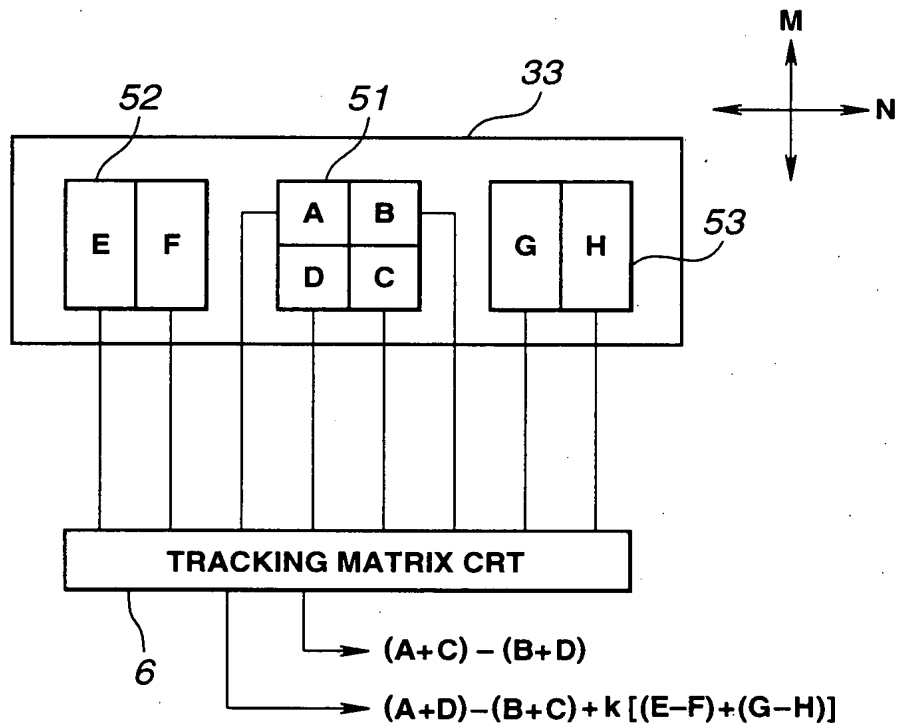 M
N
52
51
33
A B
E F
G H
53
D C
TRACKING MATRIX CRT
6
(A+C) – (B+D)
(A+D)–(B+C)+k [(E–F)+(G–H)]